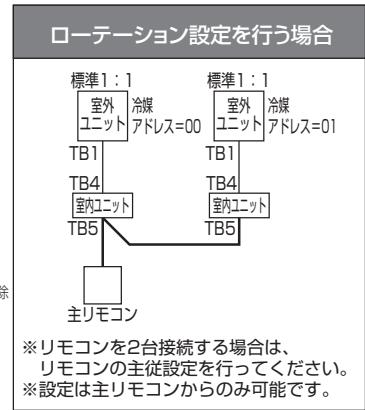 ローテーション設定を行う場合
標準1：1 標準1：1
室外 冷媒 室外 冷媒
ユニット アドレス=00 ユニット アドレス=01
TB1 TB1
TB4 TB4
室内ユニット 室内ユニット
TB5 TB5
除
主リモコン
※リモコンを2台接続する場合は、
リモコンの主従設定を行ってください。
※設定は主リモコンからのみ可能です。